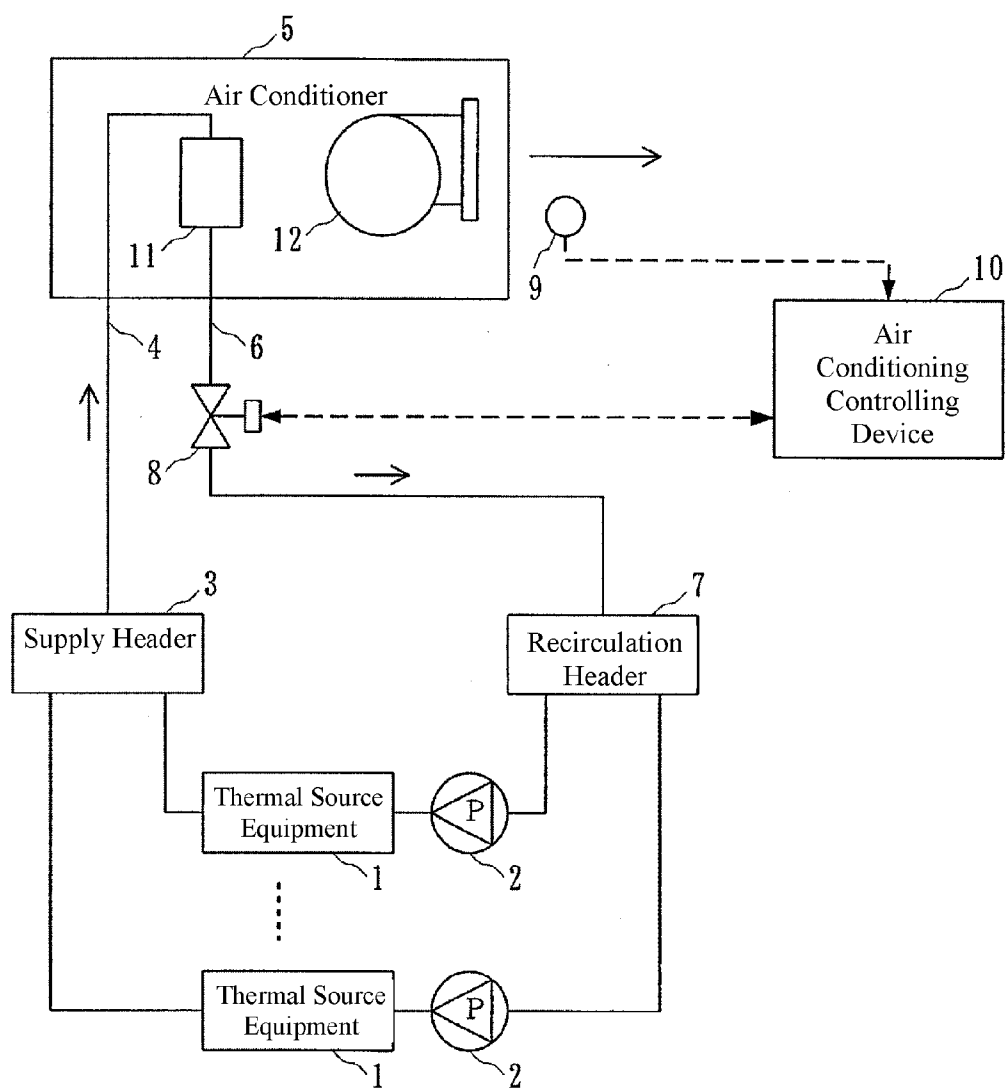 5
Air Conditioner
11
12
9
10
Air
Conditioning
Controlling
Device
4
6
8
3
7
Supply Header
Recirculation
Header
Thermal Source
Equipment
P
1
2
Thermal Source
Equipment
P
1
2